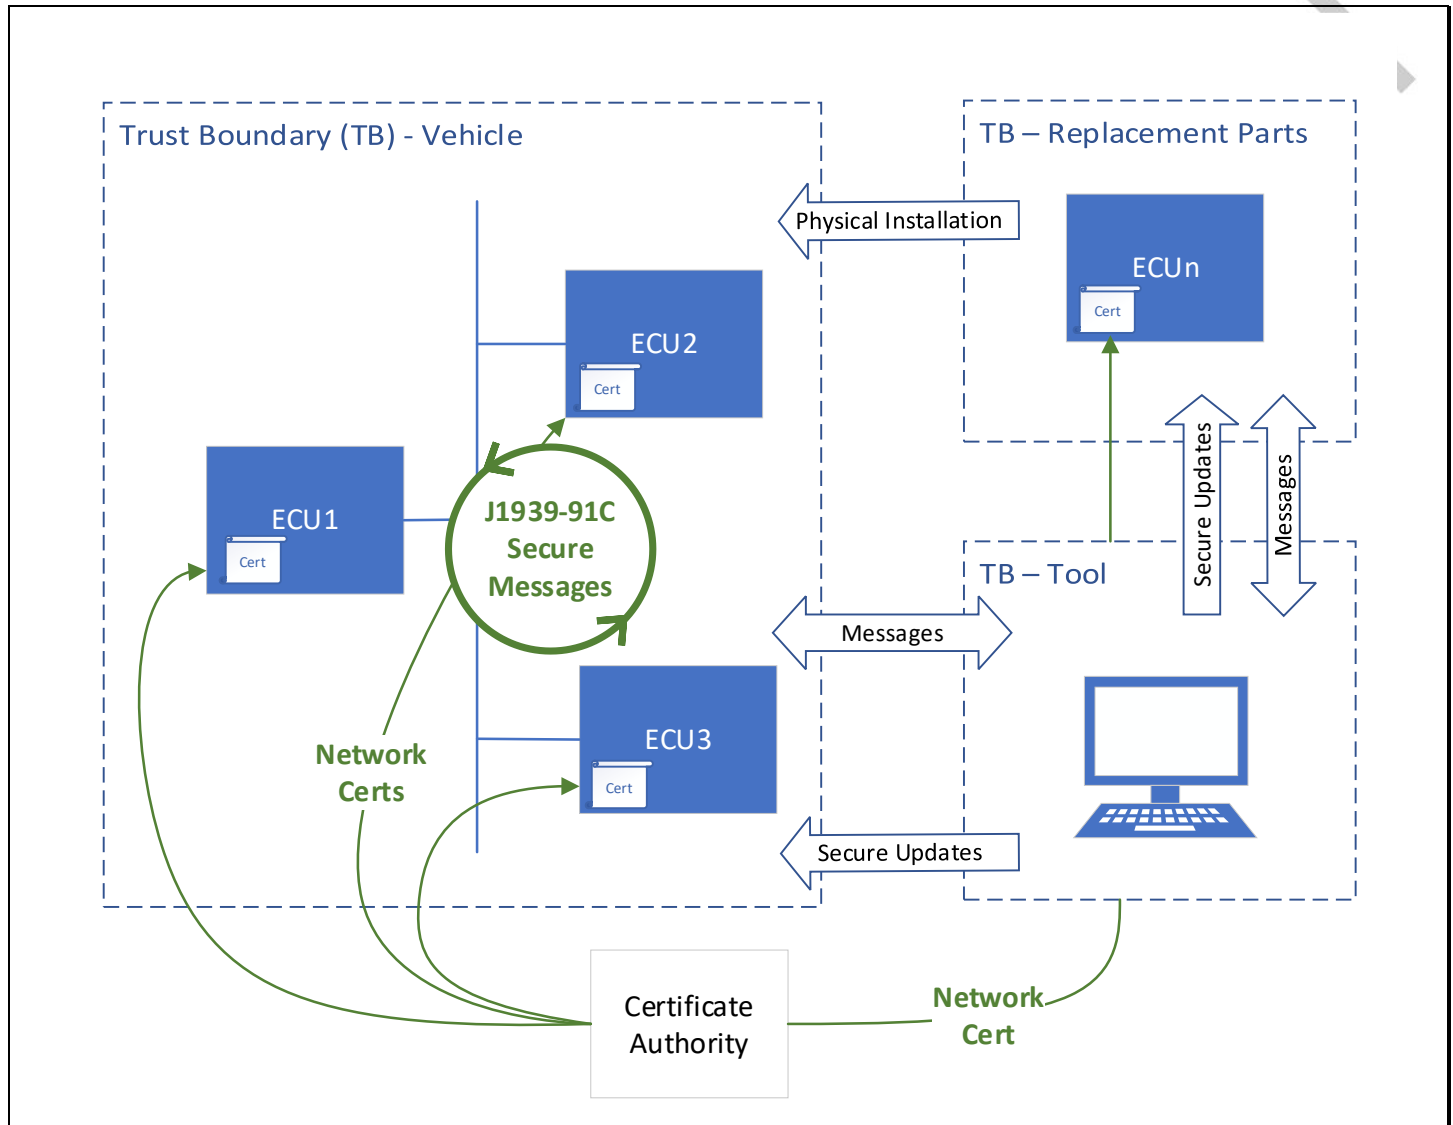 Trust Boundary (TB) - Vehicle
TB – Replacement Parts
Physical Installation
ECUn
Cert
ECU2
Cert
ECU1
Cert
J1939-91C
Secure
Messages
Secure Updates
Messages
TB – Tool
Messages
Network
Certs
ECU3
Cert
Secure Updates
Certificate
Authority
Network
Cert